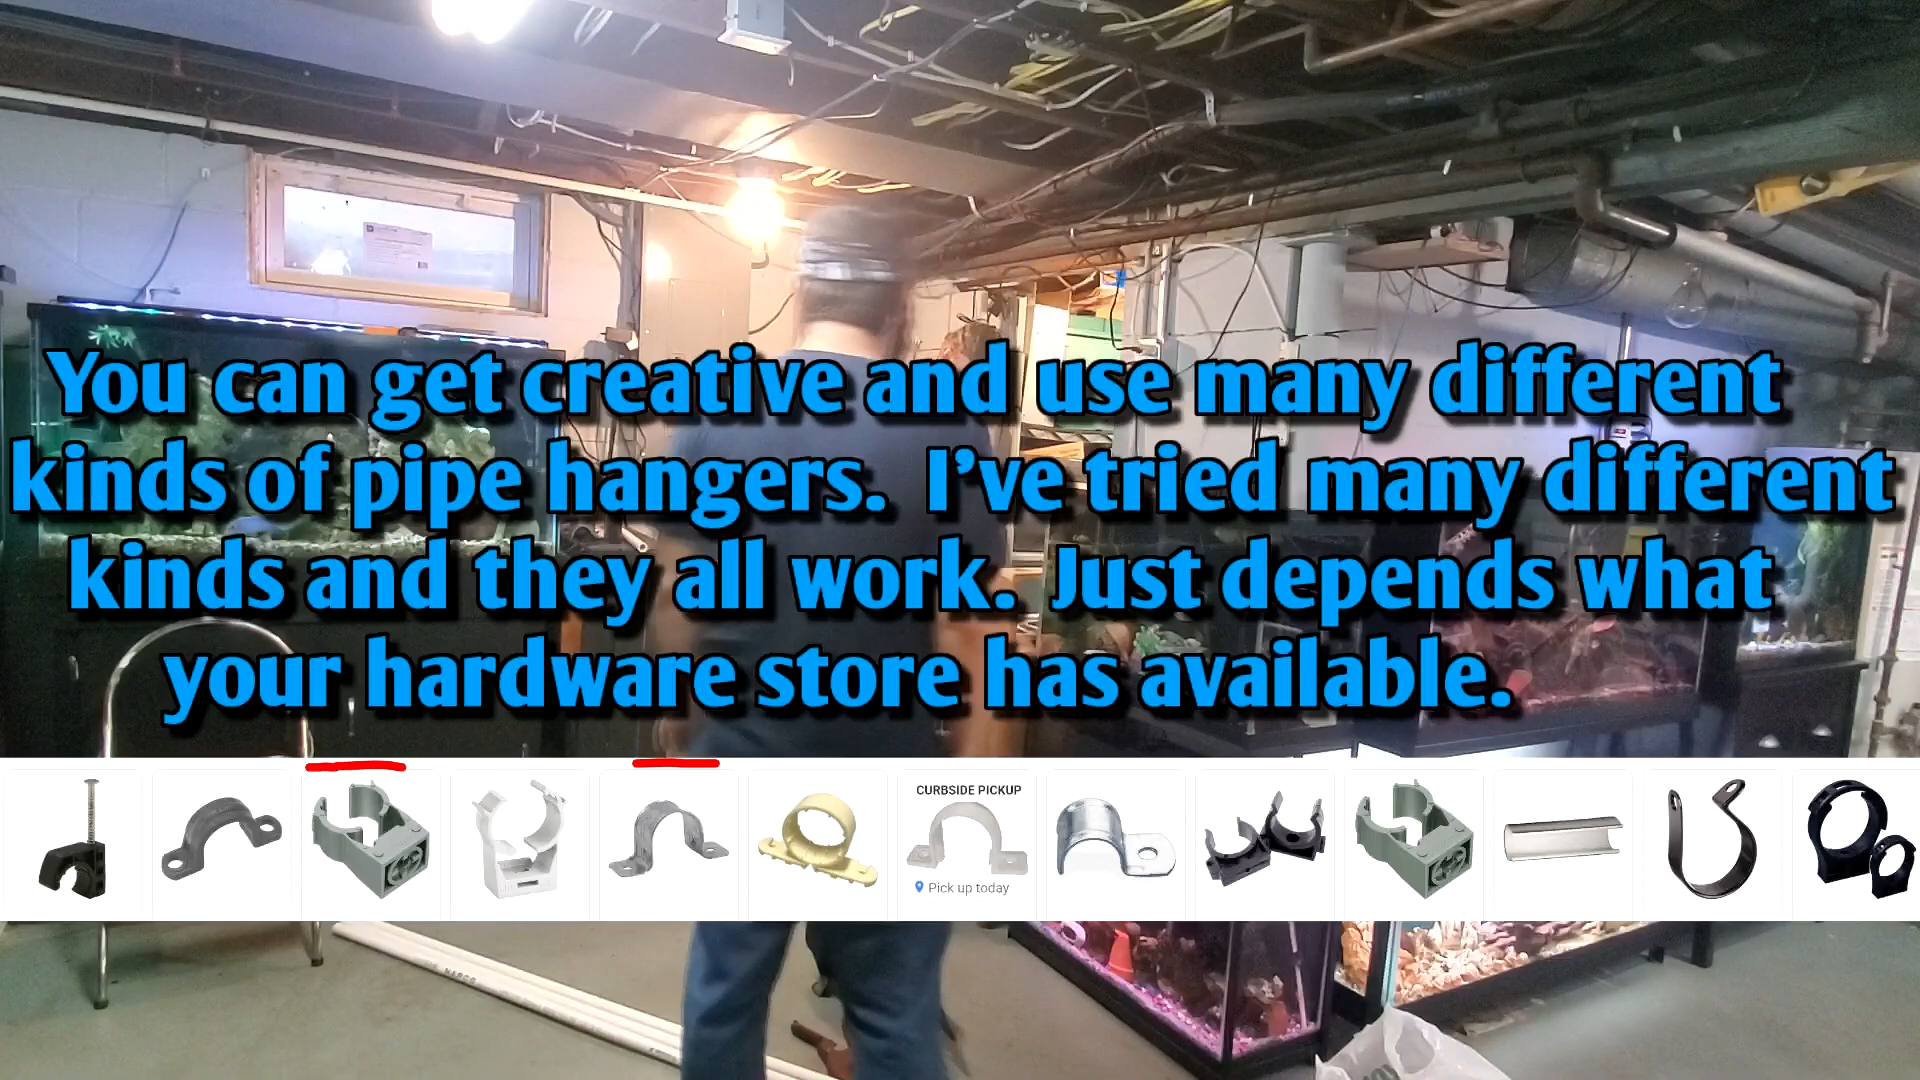 You can get creative and use many different
kinds of pipe hangers. I've tried many different
kinds and they all work. Just depends what
your hardware store has available.
CURBSIDE PICKUP
Pick up today